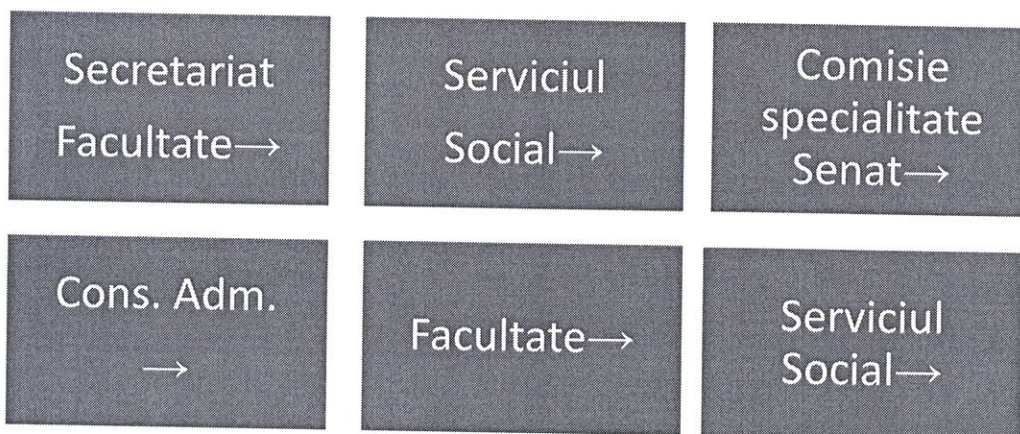 Secretariat
Facultate→
Serviciul
Social→
Comisie
specialitate
Senat→
Cons. Adm.
→
Facultate→
Serviciul
Social→